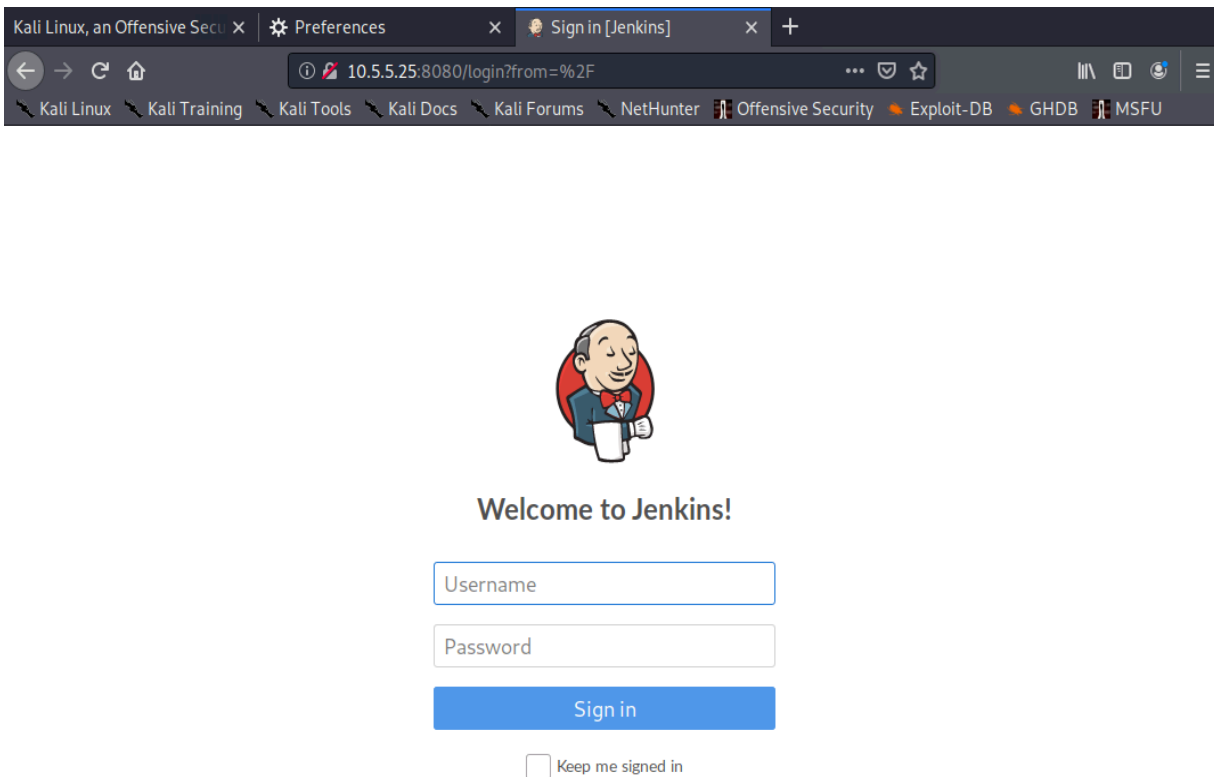 Kali Linux, an Offensive Secu
Preferences
Sign in [Jenkins]
10.5.5.25:8080/login?from=%2F
Kali Linux
Kali Training
Kali Tools
Kali Docs
Kali Forums
NetHunter
Offensive Security
Exploit-DB
GHDB
MSFU
Welcome to Jenkins!
Username
Password
Sign in
Keep me signed in